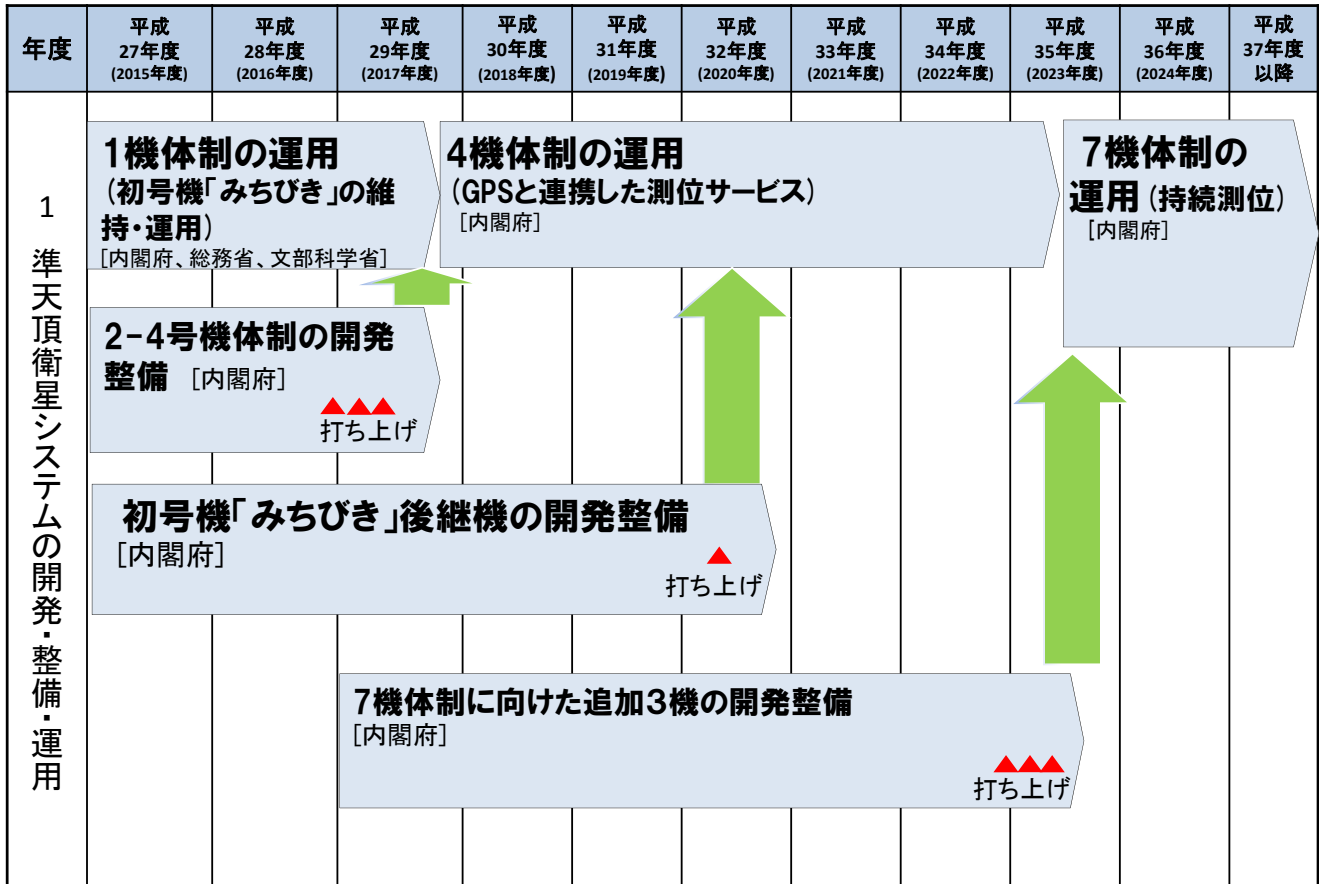 年度
平成
27年度
(2015年度)
平成
28年度
(2016年度)
平成
29年度
(2017年度)
平成
30年度
(2018年度)
平成
31年度
(2019年度)
平成
32年度
(2020年度)
平成
33年度
(2021年度)
平成
34年度
(2022年度)
平成
35年度
(2023年度)
平成
36年度
(2024年度)
平成
37年度
以降
1 準天頂衛星システムの開発・整備・運用
1機体制の運用
(初号機「みちびき」の維
持・運用)
[内閣府、総務省、文部科学省]
4機体制の運用
(GPSと連携した測位サービス)
[内閣府]
7機体制の
運用(持続測位)
[内閣府]
2-4号機体制の開発
整備 [内閣府]
打ち上げ
初号機「みちびき」後継機の開発整備
[内閣府]
打ち上げ
7機体制に向けた追加3機の開発整備
[内閣府]
打ち上げ